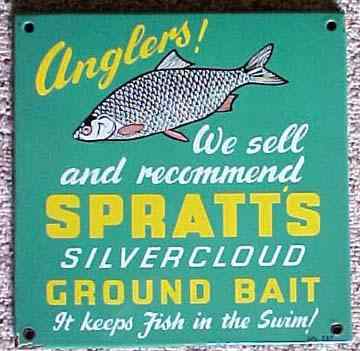 Anglers!
We sell
and recommend
SPRATT'S
SILVERCLOUD
GROUND BAIT
It keeps Fish in the Swim!